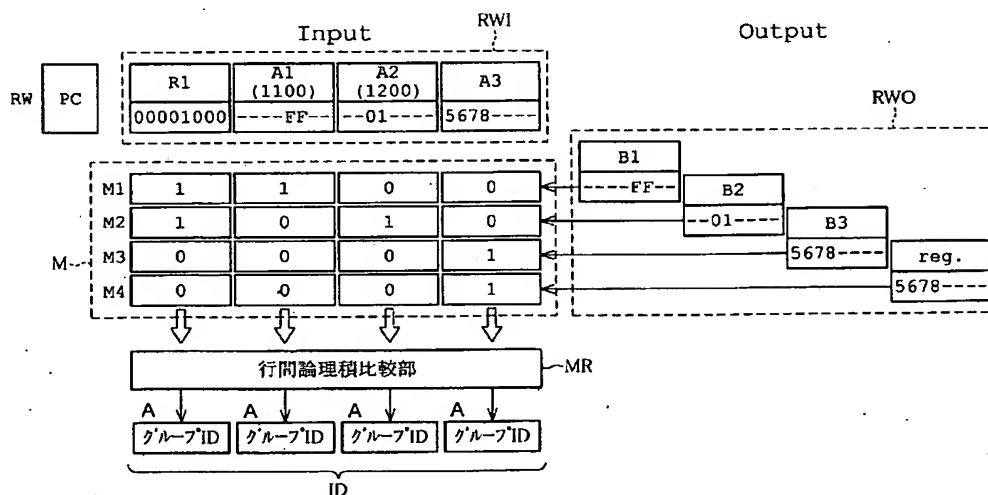 Input
RWI
Output
RW
PC
R1
A1
(1100)
A2
(1200)
A3
00001000
----FF--
--01----
5678----
RWO
B1
-----FF--
B2
--01-----
B3
5678-----
reg.
5678----
M
M1 1 1 0 0
M2 1 0 1 0
M3 0 0 0 1
M4 0 0 0 1
行間論理積比較部
MR
A A A A
グループID グループID グループID グループID
ID